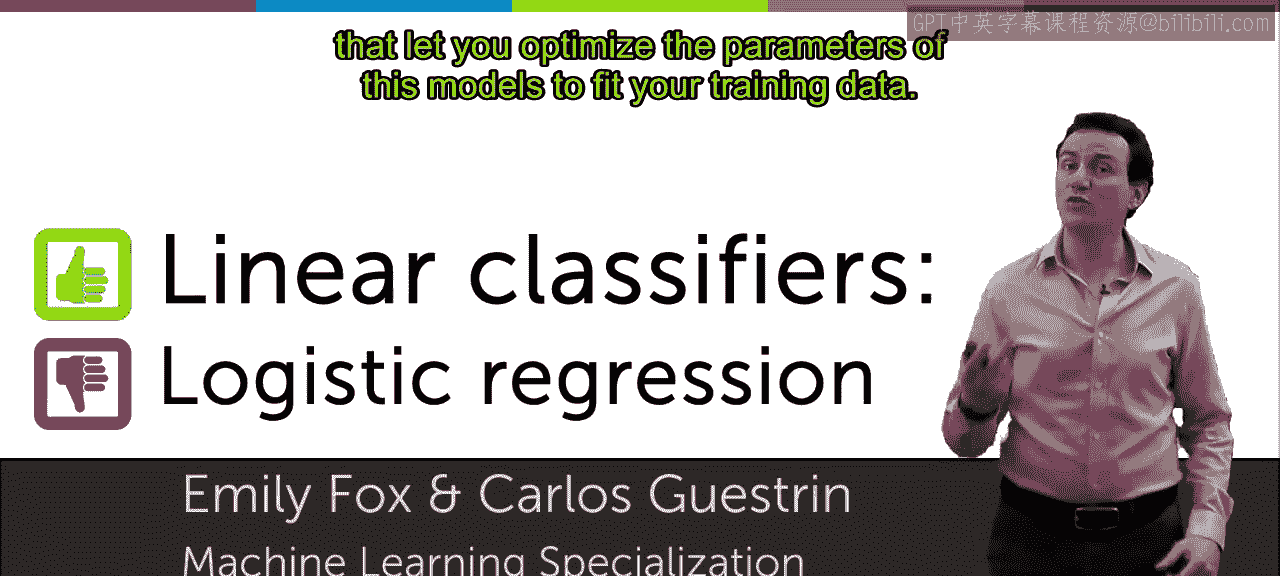 GPT中英字幕课程资源@bilibili.com
that let you optimize the parameters of
this models to fit your training data.
Linear classifiers:
Logistic regression
Emily Fox & Carlos Guestrin
Machine Learning Specialization